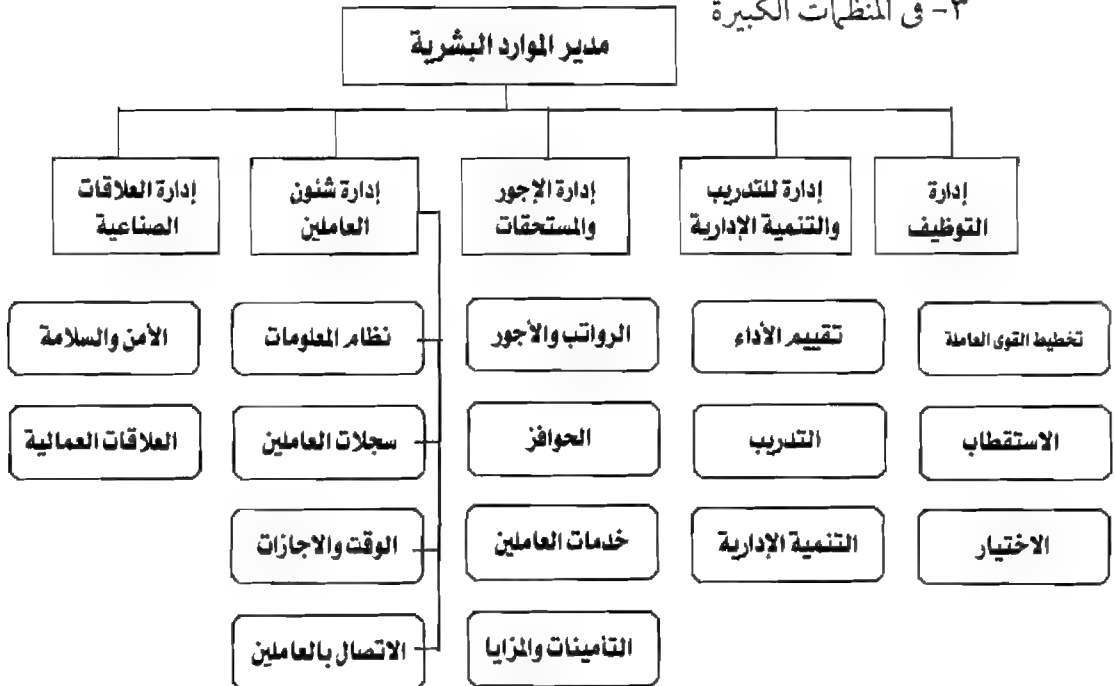 ٣- في المنظمات الكبيرة
مدير الموارد البشرية
إدارة
التوظيف
إدارة للتدريب
والتنمية الإدارية
إدارة الإجور
والمستحقات
إدارة شئون
العاملين
إدارة العلاقات
الصناعية
تخطيط القوى العاملة
تقييم الأداء
الرواتب والأجور
نظام المعلومات
الأمن والسلامة
الاستقطاب
التدريب
الحوافز
سجلات العاملين
العلاقات العمالية
الاختيار
التنمية الإدارية
خدمات العاملين
الوقت والاجازات
التأمينات والمزايا
الاتصال بالعاملين